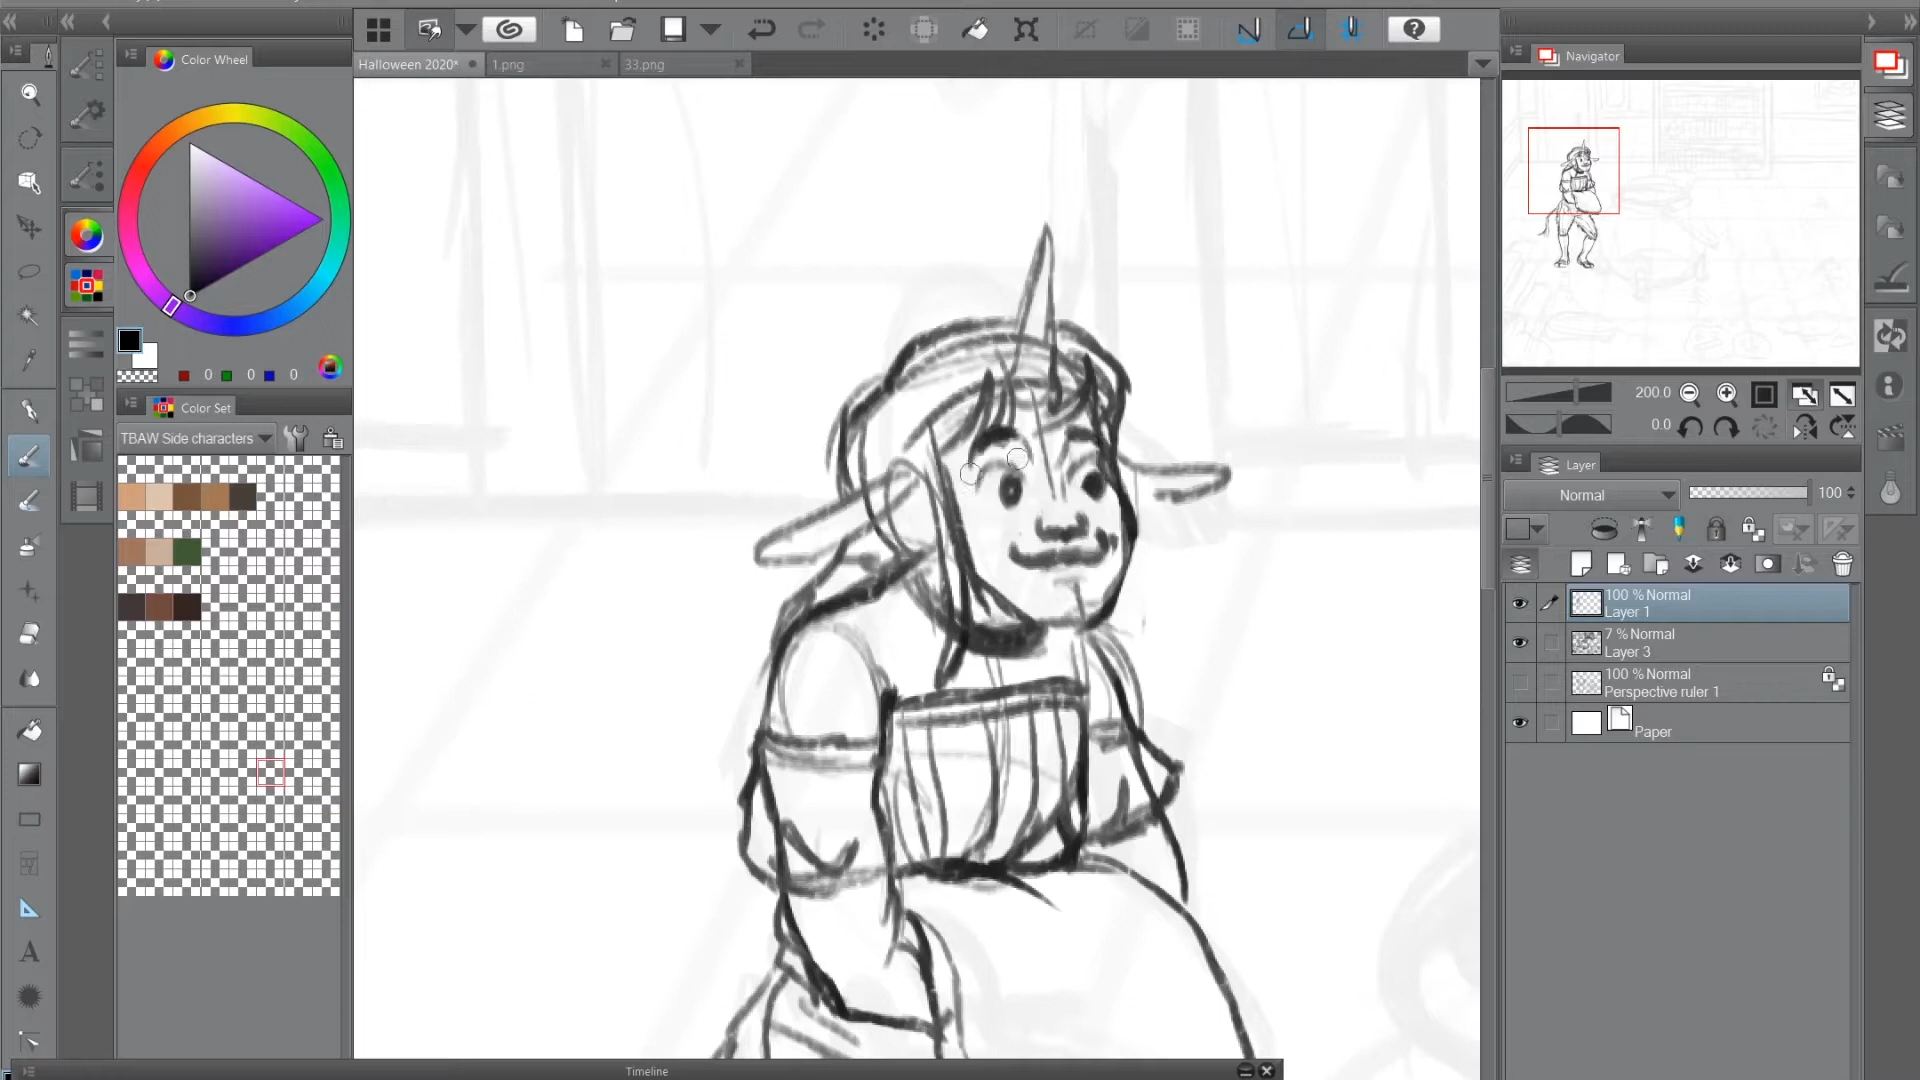 Color Wheel
0 0 0
Color Set
TBAW Side characters
Halloween 2020*
1.png
33.png
Navigator
200.0
0.0
Layer
Normal
100
100 % Normal
Layer 1
7 % Normal
Layer 3
100 % Normal
Perspective ruler 1
Paper
A
Timeline